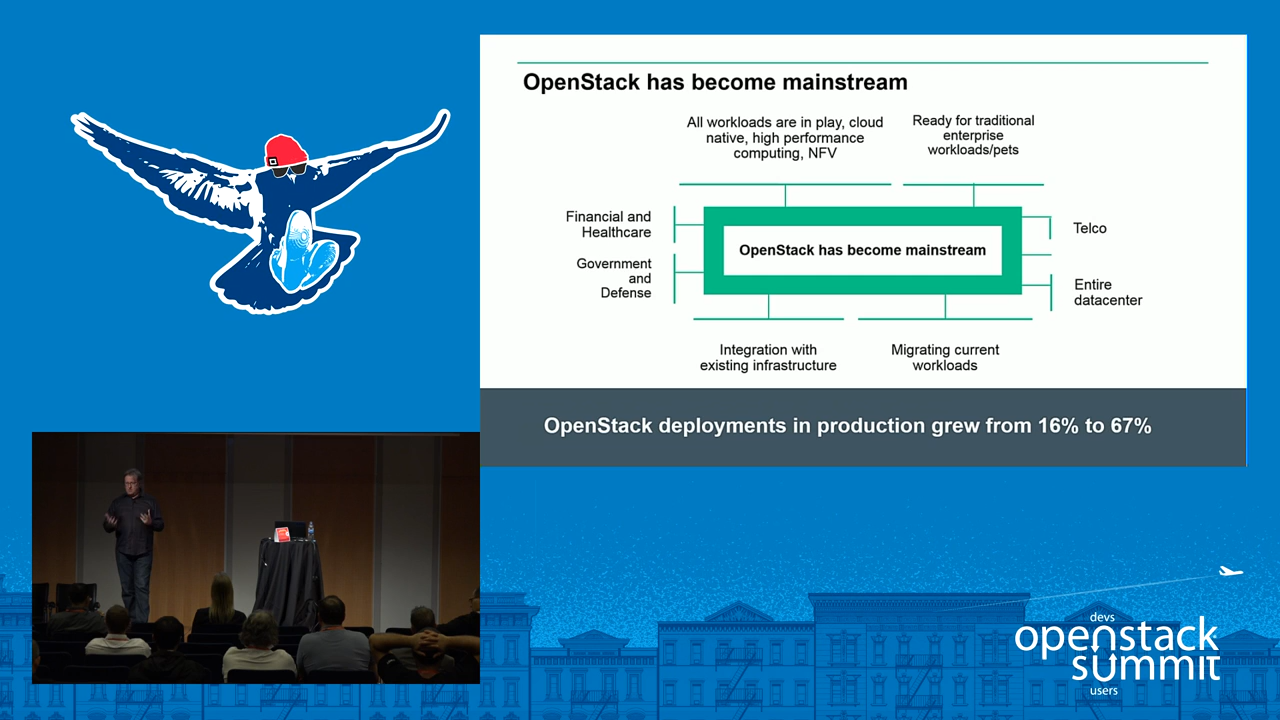 OpenStack has become mainstream
All workloads are in play, cloud
native, high performance
computing, NFV
Ready for traditional
enterprise
workloads/pets
Financial and
Healthcare
Government
and
Defense
OpenStack has become mainstream
Telco
Entire
datacenter
Integration with
existing infrastructure
Migrating current
workloads
OpenStack deployments in production grew from 16% to 67%
devs
openstack
summit
users